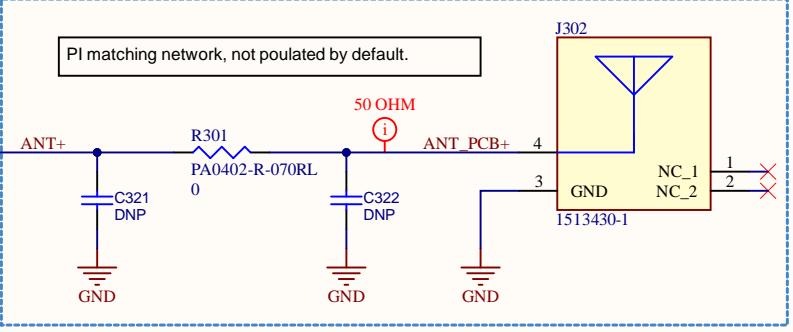 J302
PI matching network, not poulated by default.
50 OHM
ANT+
R301
ANT_PCB+
4
PA0402-R-070RL
0
NC_1
1
3
GND
NC_2
2
C321
DNP
C322
DNP
1513430-1
GND
GND
GND
i